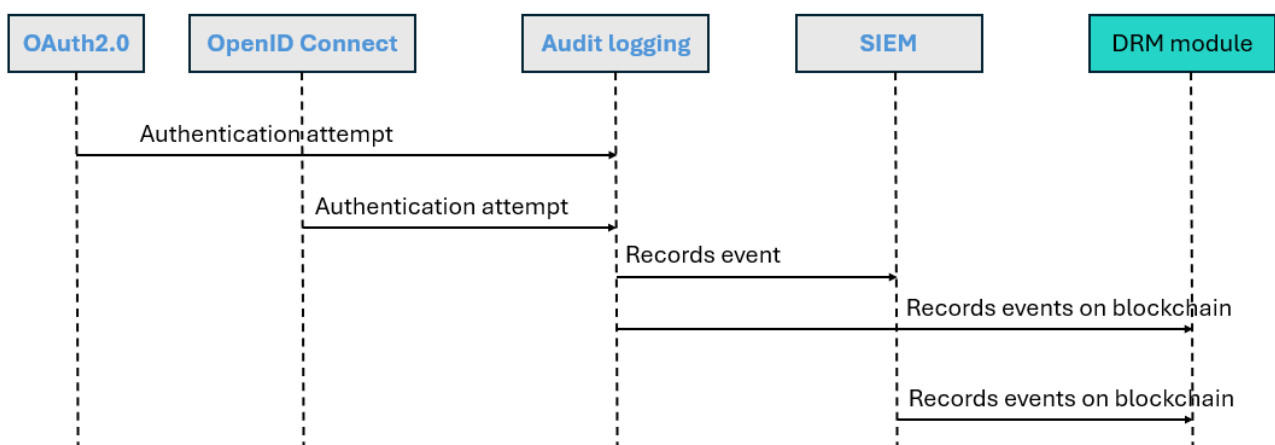 OAuth2.0
OpenID Connect
Audit logging
SIEM
DRM module
Authentication attempt
Authentication attempt
Records event
Records events on blockchain
Records events on blockchain